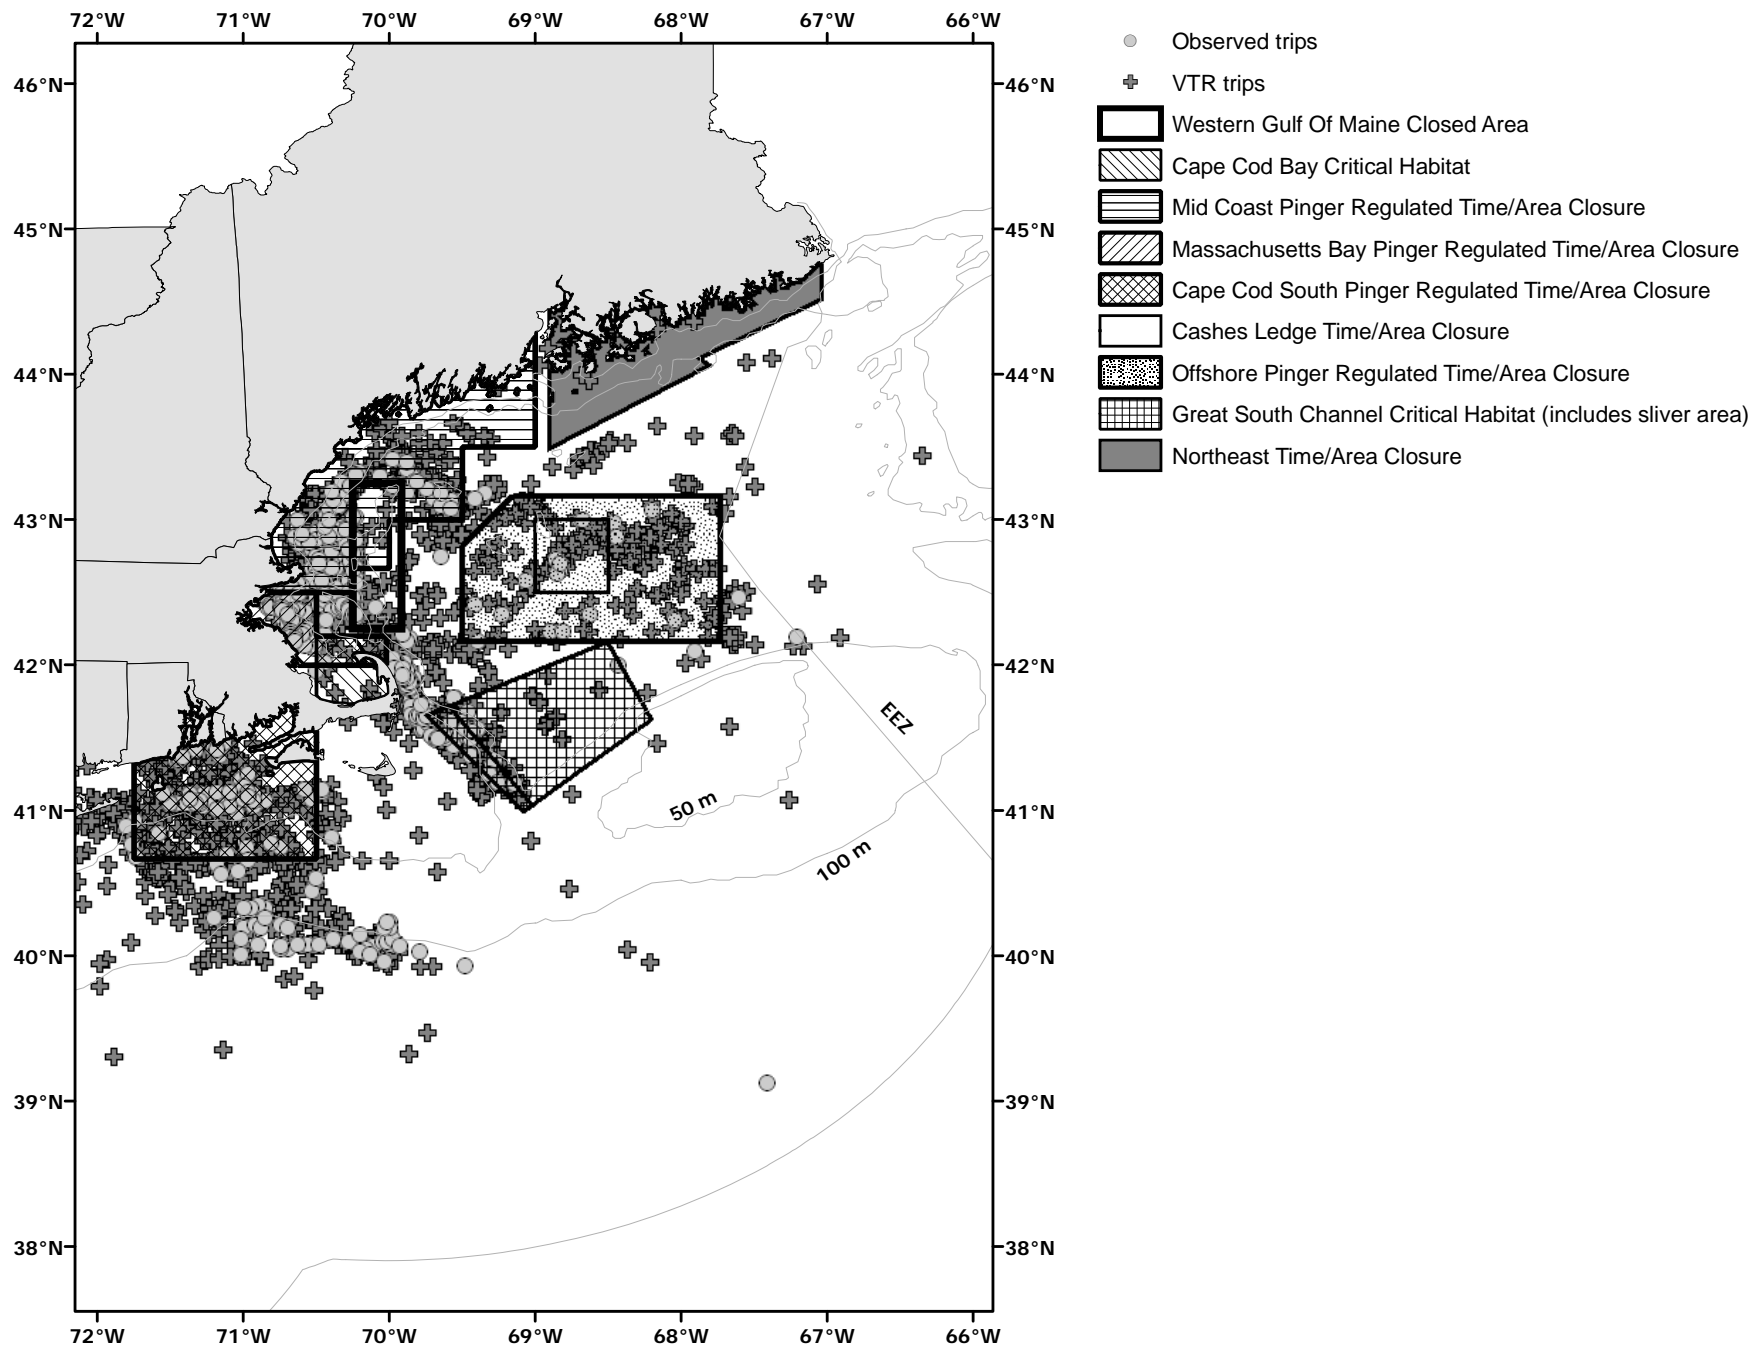 72°W 71°W 70°W 69°W 68°W 67°W 66°W
Observed trips
VTR trips
Western Gulf Of Maine Closed Area
Cape Cod Bay Critical Habitat
Mid Coast Pinger Regulated Time/Area Closure
Massachusetts Bay Pinger Regulated Time/Area Closure
Cape Cod South Pinger Regulated Time/Area Closure
Cashes Ledge Time/Area Closure
Offshore Pinger Regulated Time/Area Closure
Great South Channel Critical Habitat (includes sliver area)
Northeast Time/Area Closure
46°N 46°N
45°N 45°N
44°N 44°N
43°N 43°N
42°N 42°N
EEZ
41°N 50 m 41°N
100 m
40°N 40°N
39°N 39°N
38°N 38°N
72°W 71°W 70°W 69°W 68°W 67°W 66°W